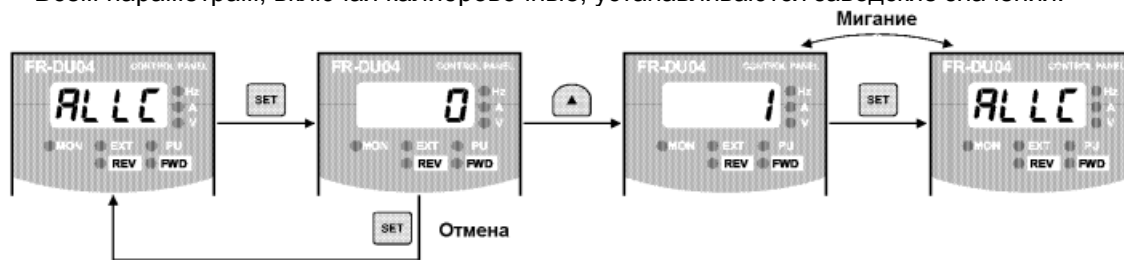 Всем параметрам, включая калибровочные, устанавливаются заводские значения.
Мигание
FR-DU04 CONTROL PANEL FR-DU04 CONTROL PANEL FR-DU04 CONTROL PANEL FR-DU04 CONTROL PANEL
ALLC Hz A V SET 0 Hz A V 1 Hz A V SET ALLC Hz A V
MON EXT PU MON EXT PU MON EXT PU MON EXT PU
REV FWD REV FWD REV FWD REV FWD
SET Отмена